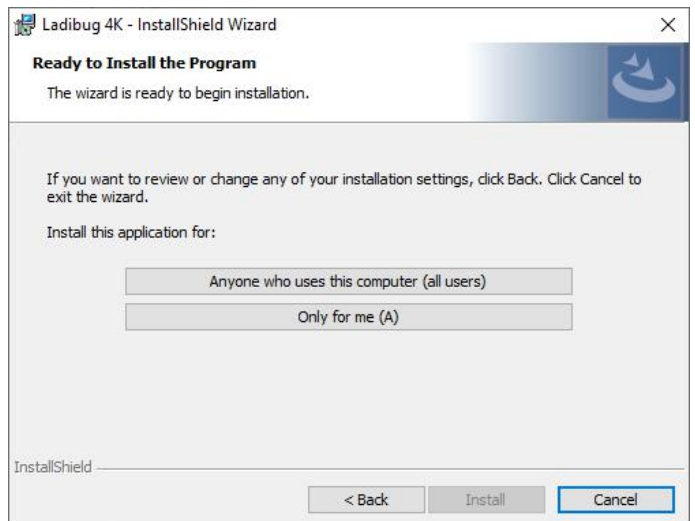 Ladibug 4K - InstallShield Wizard
Ready to Install the Program
The wizard is ready to begin installation.
If you want to review or change any of your installation settings, click Back. Click Cancel to
exit the wizard.
Install this application for:
Anyone who uses this computer (all users)
Only for me (A)
InstallShield
< Back
Install
Cancel